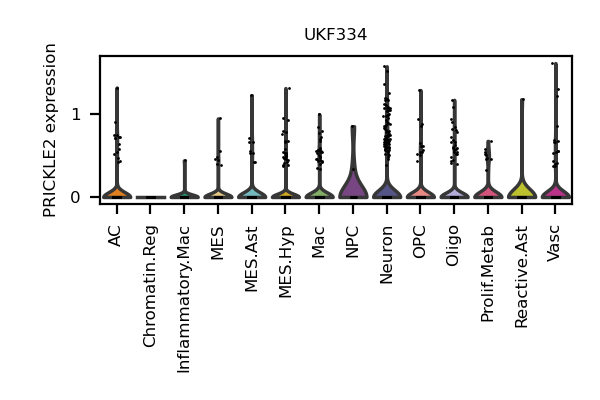 UKF334
PRICKLE2 expression
1
0
AC
Chromatin.Reg
Inflammatory.Mac
MES
MES.Ast
MES.Hyp
Mac
NPC
Neuron
OPC
Oligo
Prolif.Metab
Reactive.Ast
Vasc